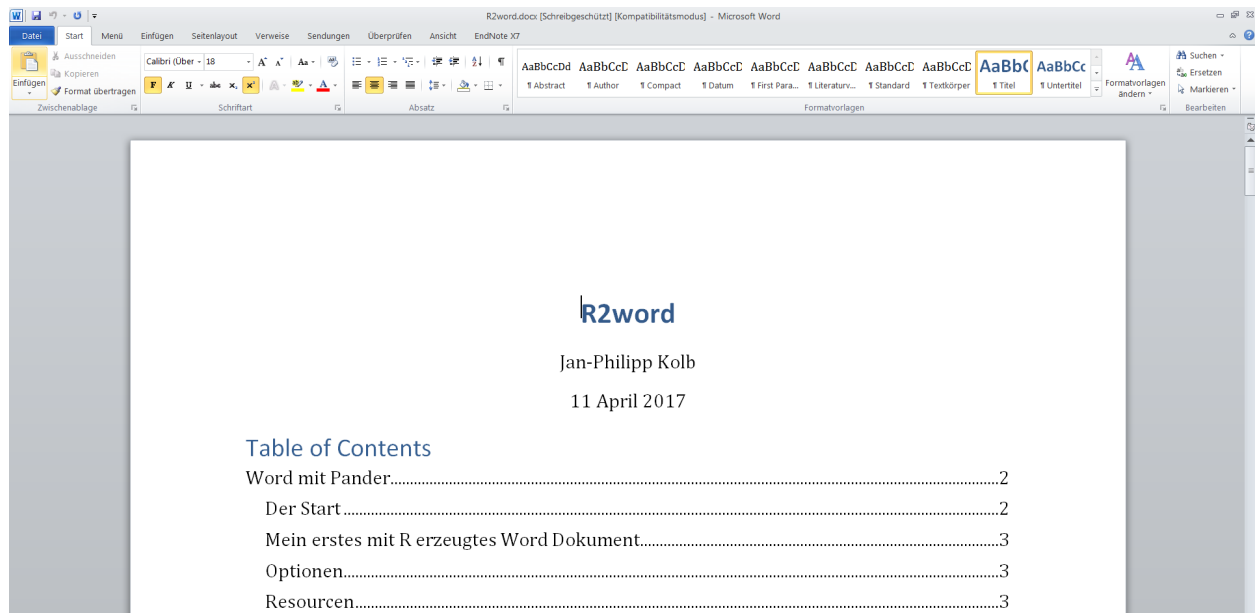 R2word.docx [Schreibgeschützt] [Kompatibilitätsmodus] - Microsoft Word
Datei Start Menü Einfügen Seitenlayout Verweise Sendungen Überprüfen Ansicht EndNote X7
Einfügen
Ausschneiden
Kopieren
Format übertragen
Zwischenablage
Calibri (Über 18
F K U abc x, x²
Schriftart
Absatz
AaBbCcDd AaBbCcD AaBbCcD AaBbCcD AaBbCcD AaBbCcD AaBbCcD AaBbCcD AaBb( AaBbCc
¶ Abstract ¶ Author ¶ Compact ¶ Datum ¶ First Para... ¶ Literaturv... ¶ Standard ¶ Textkörper ¶ Titel ¶ Untertitel
Formatvorlagen
Formatvorlagen
ändern
Suchen
Ersetzen
Markieren
Bearbeiten
R2word
Jan-Philipp Kolb
11 April 2017
Table of Contents
Word mit Pander.....2
Der Start.....2
Mein erstes mit R erzeugtes Word Dokument.....3
Optionen.....3
Resourcen.....3